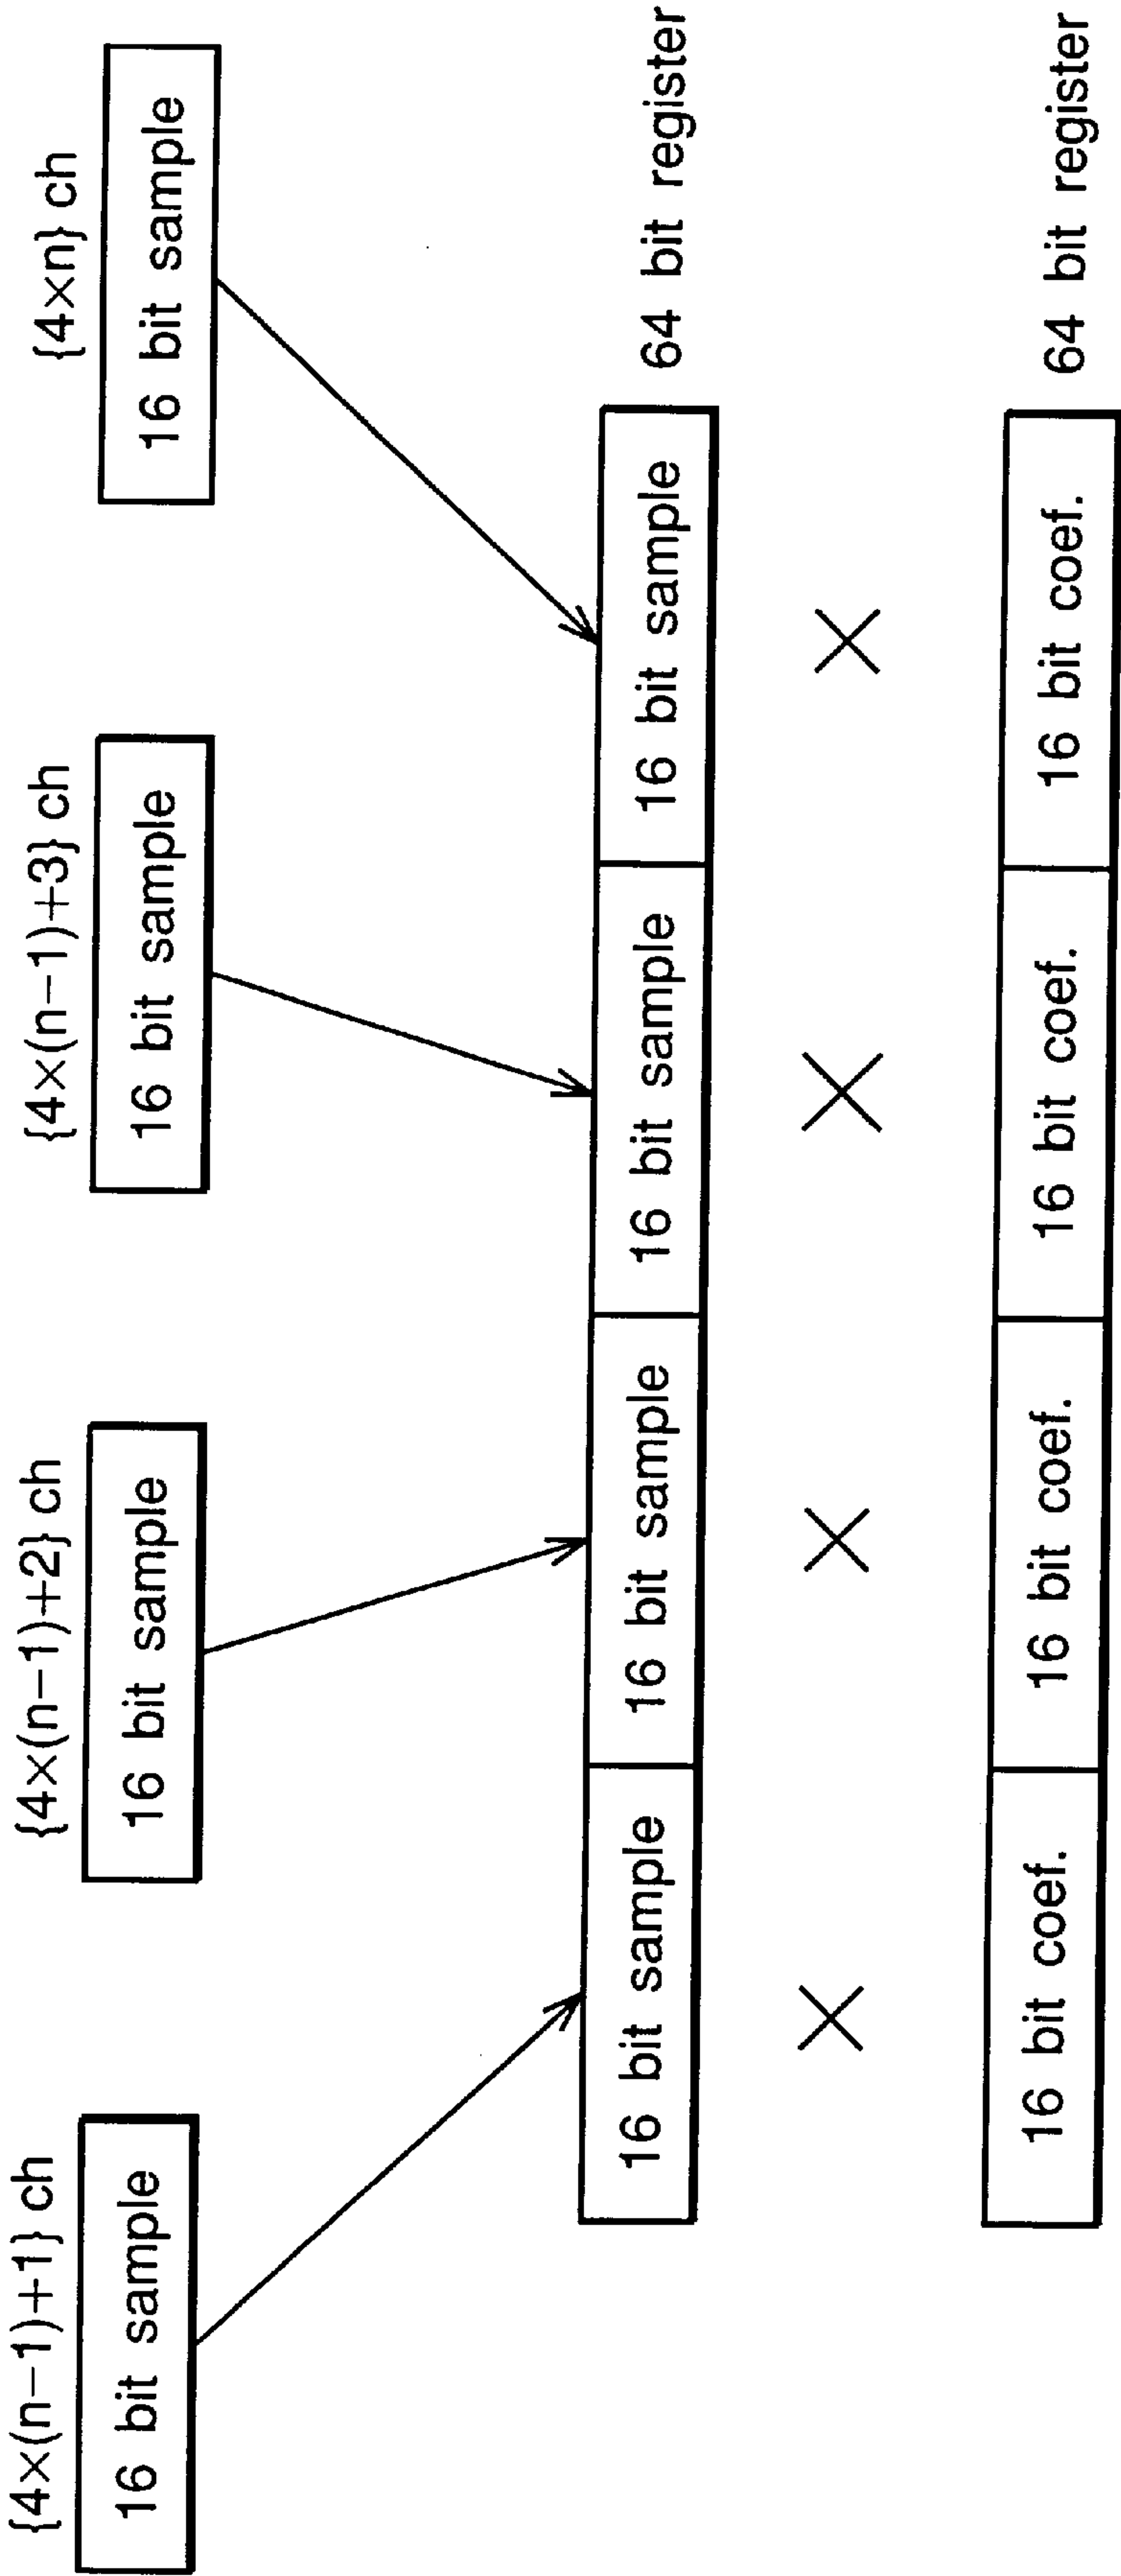 {4×(n−1)+1} ch
{4×(n−1)+2} ch
{4×(n−1)+3} ch
{4×n} ch
16 bit sample
16 bit sample
16 bit sample
16 bit sample
16 bit sample
16 bit sample
16 bit sample
16 bit sample
64 bit register
×
×
×
×
16 bit coef.
16 bit coef.
16 bit coef.
16 bit coef.
64 bit register